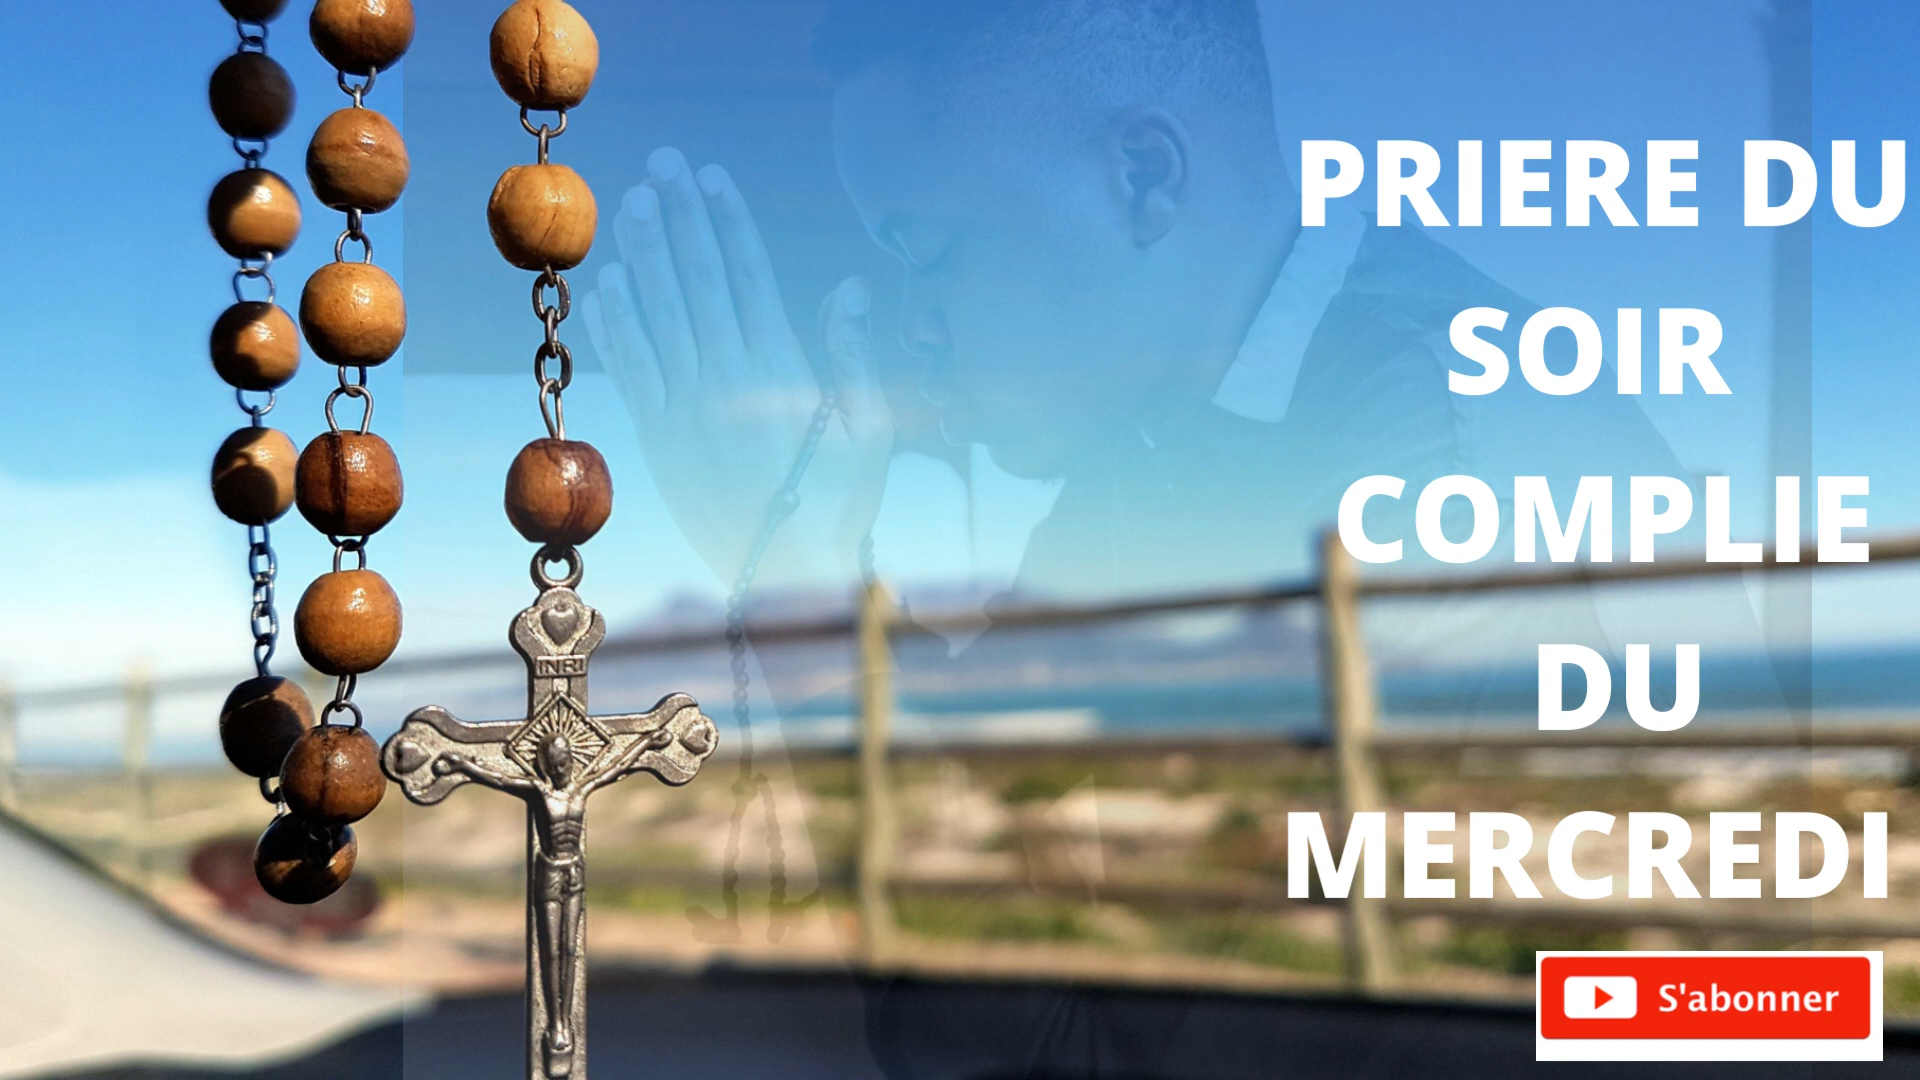 INRI
PRIERE DU
SOIR
COMPLIE
DU
MERCREDI
S'abonner